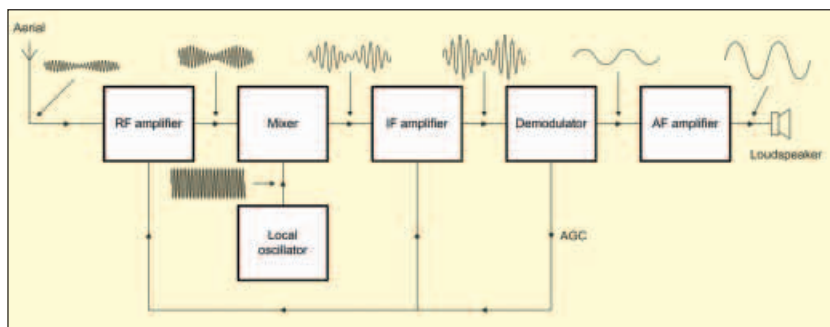 Aerial
RF amplifier
Mixer
IF amplifier
Demodulator
AF amplifier
Loudspeaker
Local
oscillator
AGC